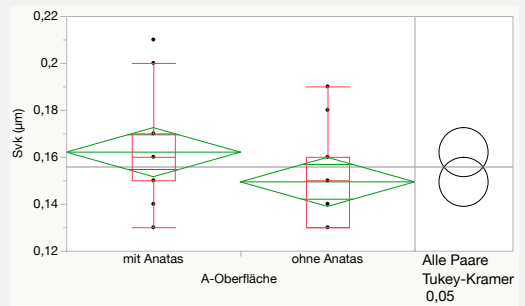 0,22
0,2
0,18
0,16
0,14
0,12
Svk (µm)
mit Anatas
ohne Anatas
A-Oberfläche
Alle Paare
Tukey-Kramer
0,05